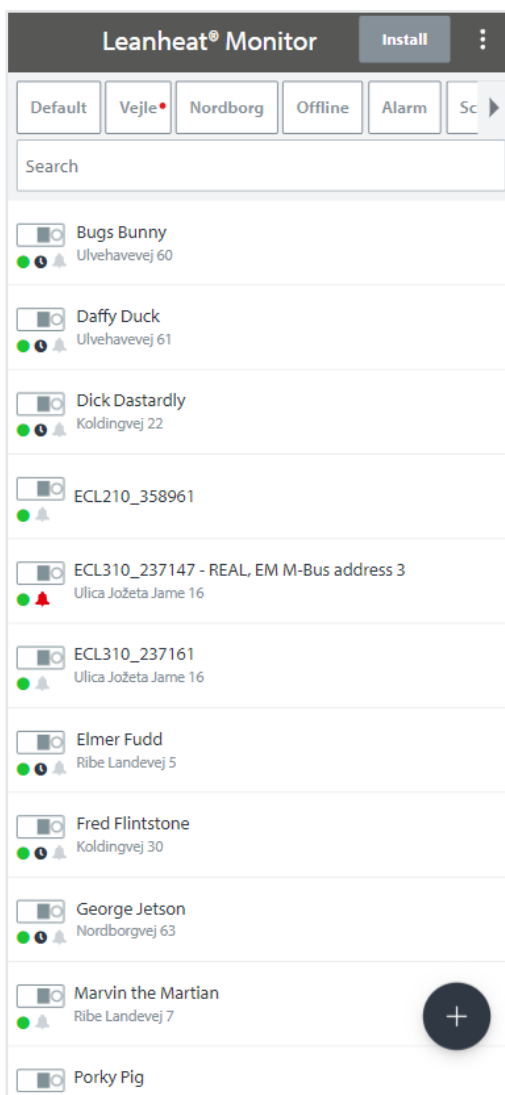 Leanheat® Monitor
Install
Default
Vejle
Nordborg
Offline
Alarm
Sc
Search
Bugs Bunny
Ulvehavevej 60
Daffy Duck
Ulvehavevej 61
Dick Dastardly
Koldingvej 22
ECL210_358961
ECL310_237147 - REAL, EM M-Bus address 3
Ulica Jožeta Jame 16
ECL310_237161
Ulica Jožeta Jame 16
Elmer Fudd
Ribe Landevej 5
Fred Flintstone
Koldingvej 30
George Jetson
Nordborgvej 63
Marvin the Martian
Ribe Landevej 7
Porky Pig